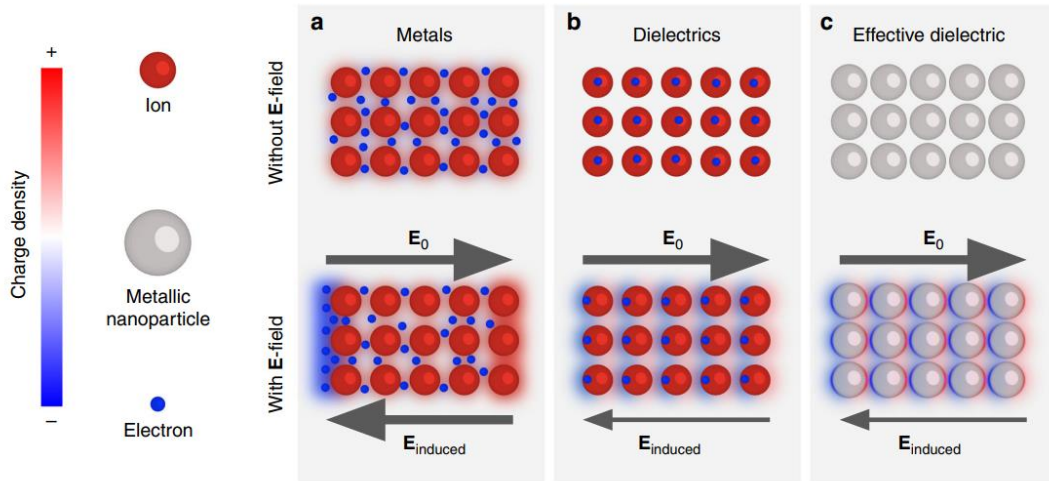 +
Charge density
–
Ion
Metallic
nanoparticle
Electron
Without E-field
With E-field
a
Metals
E0
Einduced
b
Dielectrics
E0
Einduced
c
Effective dielectric
E0
Einduced